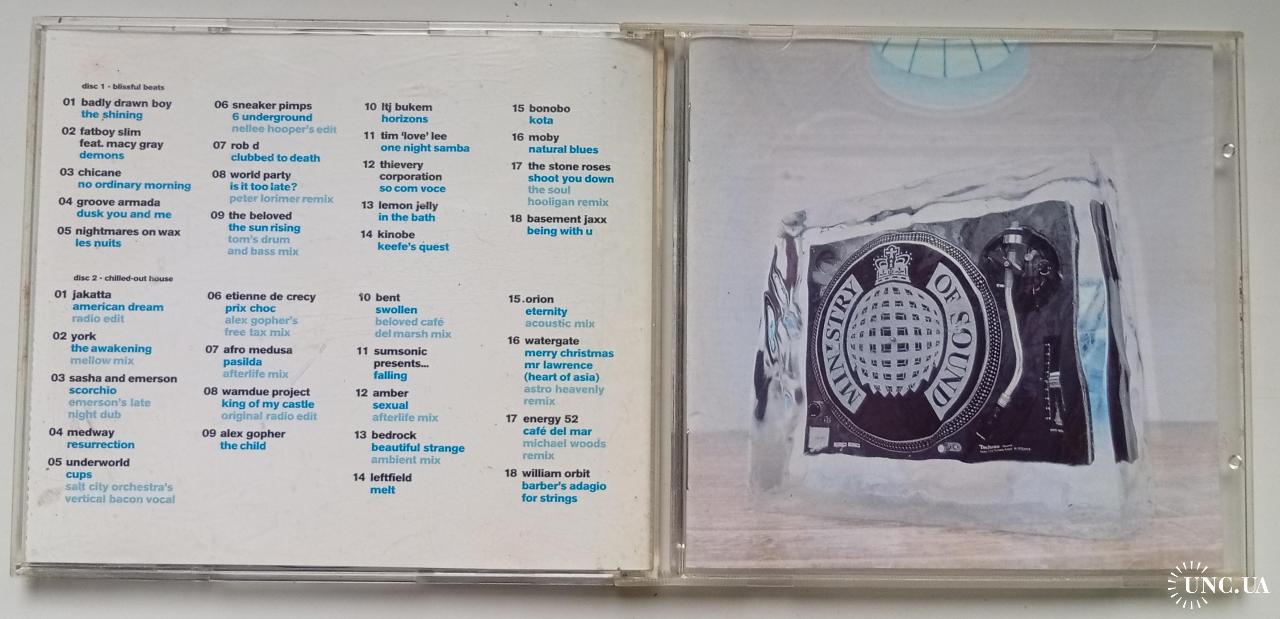 disc 1 - blissful beats
01 badly drawn boy
the shining
02 fatboy slim
feat. macy gray
demons
03 chicane
no ordinary morning
04 groove armada
dusk you and me
05 nightmares on wax
les nuits
06 sneaker pimps
6 underground
nellee hooper's edit
07 rob d
clubbed to death
08 world party
is it too late?
peter lorimer remix
09 the beloved
the sun rising
tom's drum
and bass mix
10 ltj bukem
horizons
11 tim 'love' lee
one night samba
12 thievery
corporation
so com voce
13 lemon jelly
in the bath
14 kinobe
keefe's quest
15 bonobo
kota
16 moby
natural blues
17 the stone roses
shoot you down
the soul
hooligan remix
18 basement jaxx
being with u
disc 2 - chilled-out house
01 jakatta
american dream
radio edit
02 york
the awakening
mellow mix
03 sasha and emerson
scorchio
emerson's late
night dub
04 medway
resurrection
05 underworld
cups
salt city orchestra's
vertical bacon vocal
06 etienne de crecy
prix choc
alex gopher's
free tax mix
07 afro medusa
pasilda
afterlife mix
08 wamdue project
king of my castle
original radio edit
09 alex gopher
the child
10 bent
swollen
beloved café
del marsh mix
11 sumsonic
presents...
falling
12 amber
sexual
afterlife mix
13 bedrock
beautiful strange
ambient mix
14 leftfield
melt
15 orion
eternity
acoustic mix
16 watergate
merry christmas
mr lawrence
(heart of asia)
astro heavenly
remix
17 energy 52
café del mar
michael woods
remix
18 william orbit
barber's adagio
for strings
MINISTRY
OF SOUND
Technics
UNC.UA